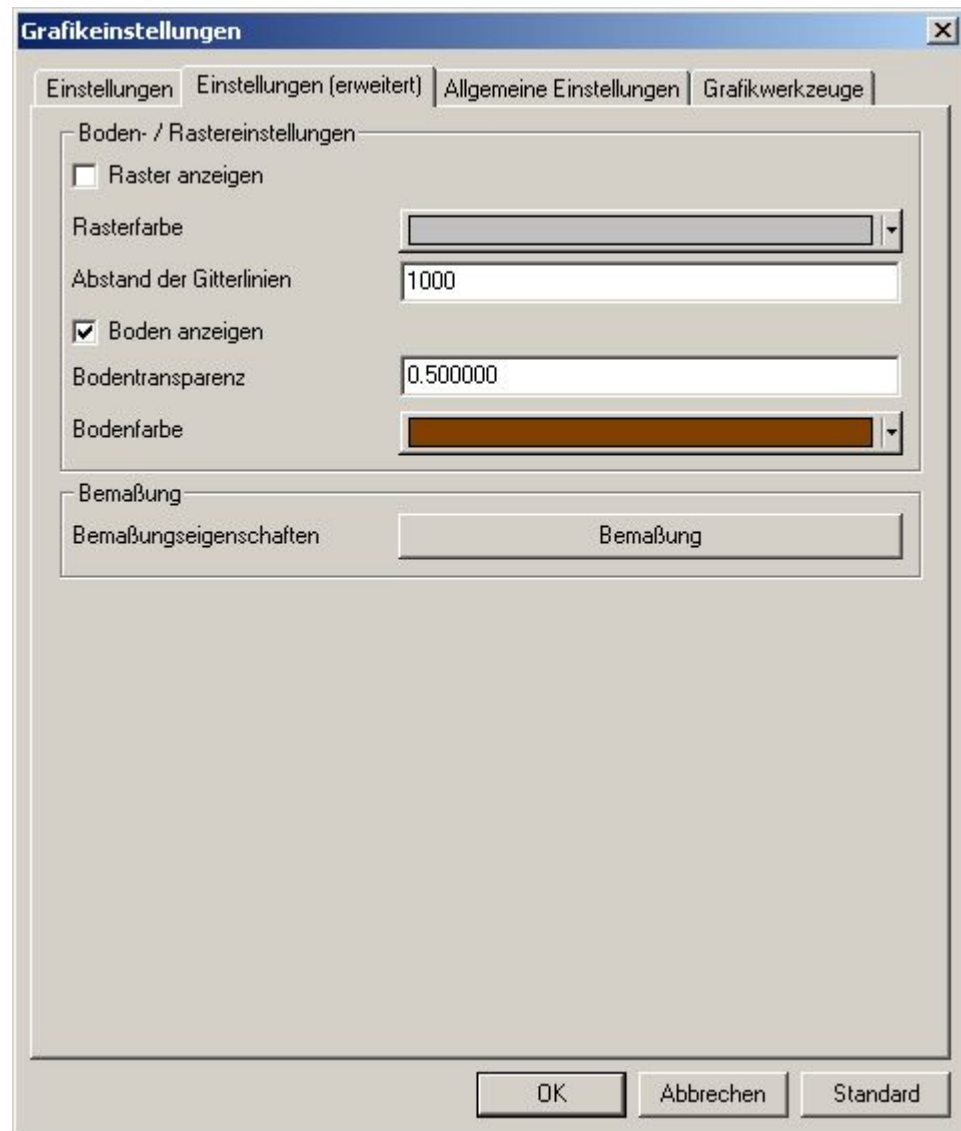 Grafikeinstellungen
Einstellungen Einstellungen (erweitert) Allgemeine Einstellungen Grafikwerkzeuge
Boden- / Rastereinstellungen
Raster anzeigen
Rasterfarbe
Abstand der Gitterlinien 1000
Boden anzeigen
Bodentransparenz 0.500000
Bodenfarbe
Bemaßung
Bemaßungseigenschaften Bemaßung
OK Abbrechen Standard